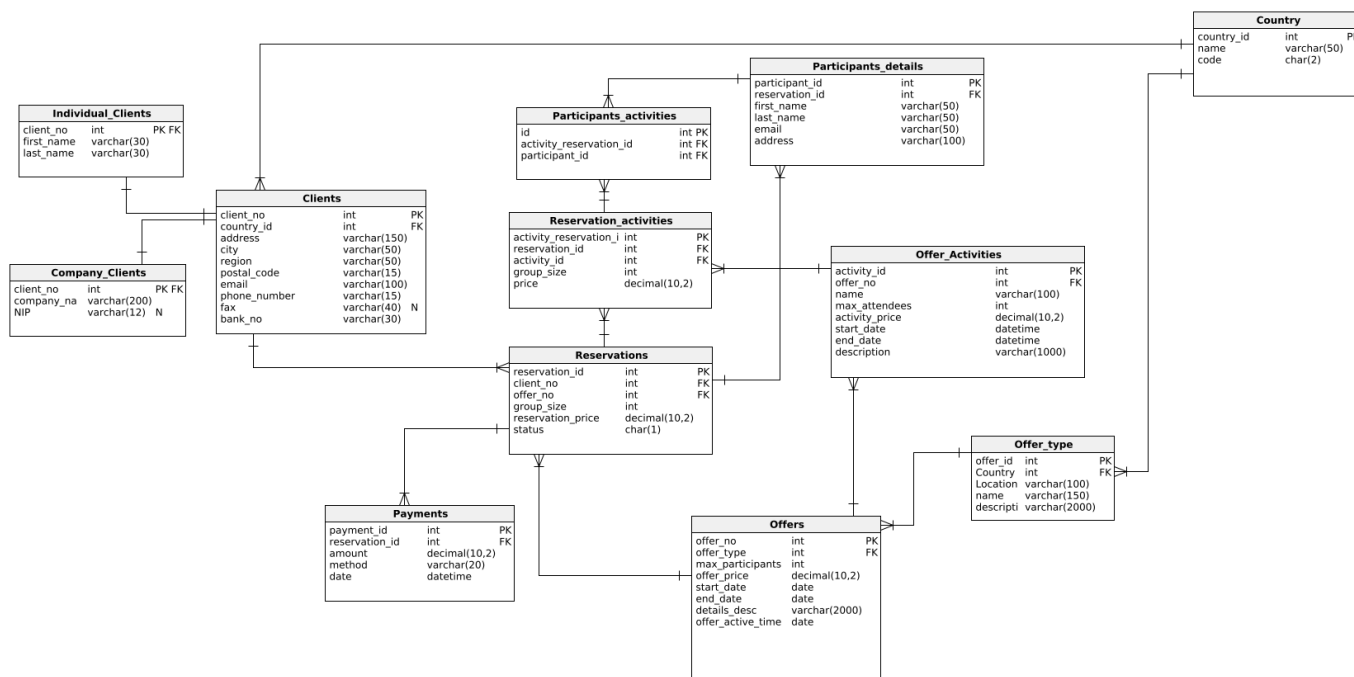 Country
country_id int PK
name varchar(50)
code char(2)
Participants_details
participant_id int PK
reservation_id int FK
first_name varchar(50)
last_name varchar(50)
email varchar(50)
address varchar(100)
Individual_Clients
client_no int PK FK
first_name varchar(30)
last_name varchar(30)
Participants_activities
id int PK
activity_reservation_id int FK
participant_id int FK
Clients
client_no int PK
country_id int FK
address varchar(150)
city varchar(50)
region varchar(50)
postal_code varchar(15)
email varchar(100)
phone_number varchar(15)
fax varchar(40) N
bank_no varchar(30)
Reservation_activities
activity_reservation_i int PK
reservation_id int FK
activity_id int FK
group_size int
price decimal(10,2)
Offer_Activities
activity_id int PK
offer_no int FK
name varchar(100)
max_attendees int
activity_price decimal(10,2)
start_date datetime
end_date datetime
description varchar(1000)
Company_Clients
client_no int PK FK
company_na varchar(200)
NIP varchar(12) N
Reservations
reservation_id int PK
client_no int FK
offer_no int FK
group_size int
reservation_price decimal(10,2)
status char(1)
Offer_type
offer_id int PK
Country int FK
Location varchar(100)
name varchar(150)
descripti varchar(2000)
Payments
payment_id int PK
reservation_id int FK
amount decimal(10,2)
method varchar(20)
date datetime
Offers
offer_no int PK
offer_type int FK
max_participants int
offer_price decimal(10,2)
start_date date
end_date date
details_desc varchar(2000)
offer_active_time date